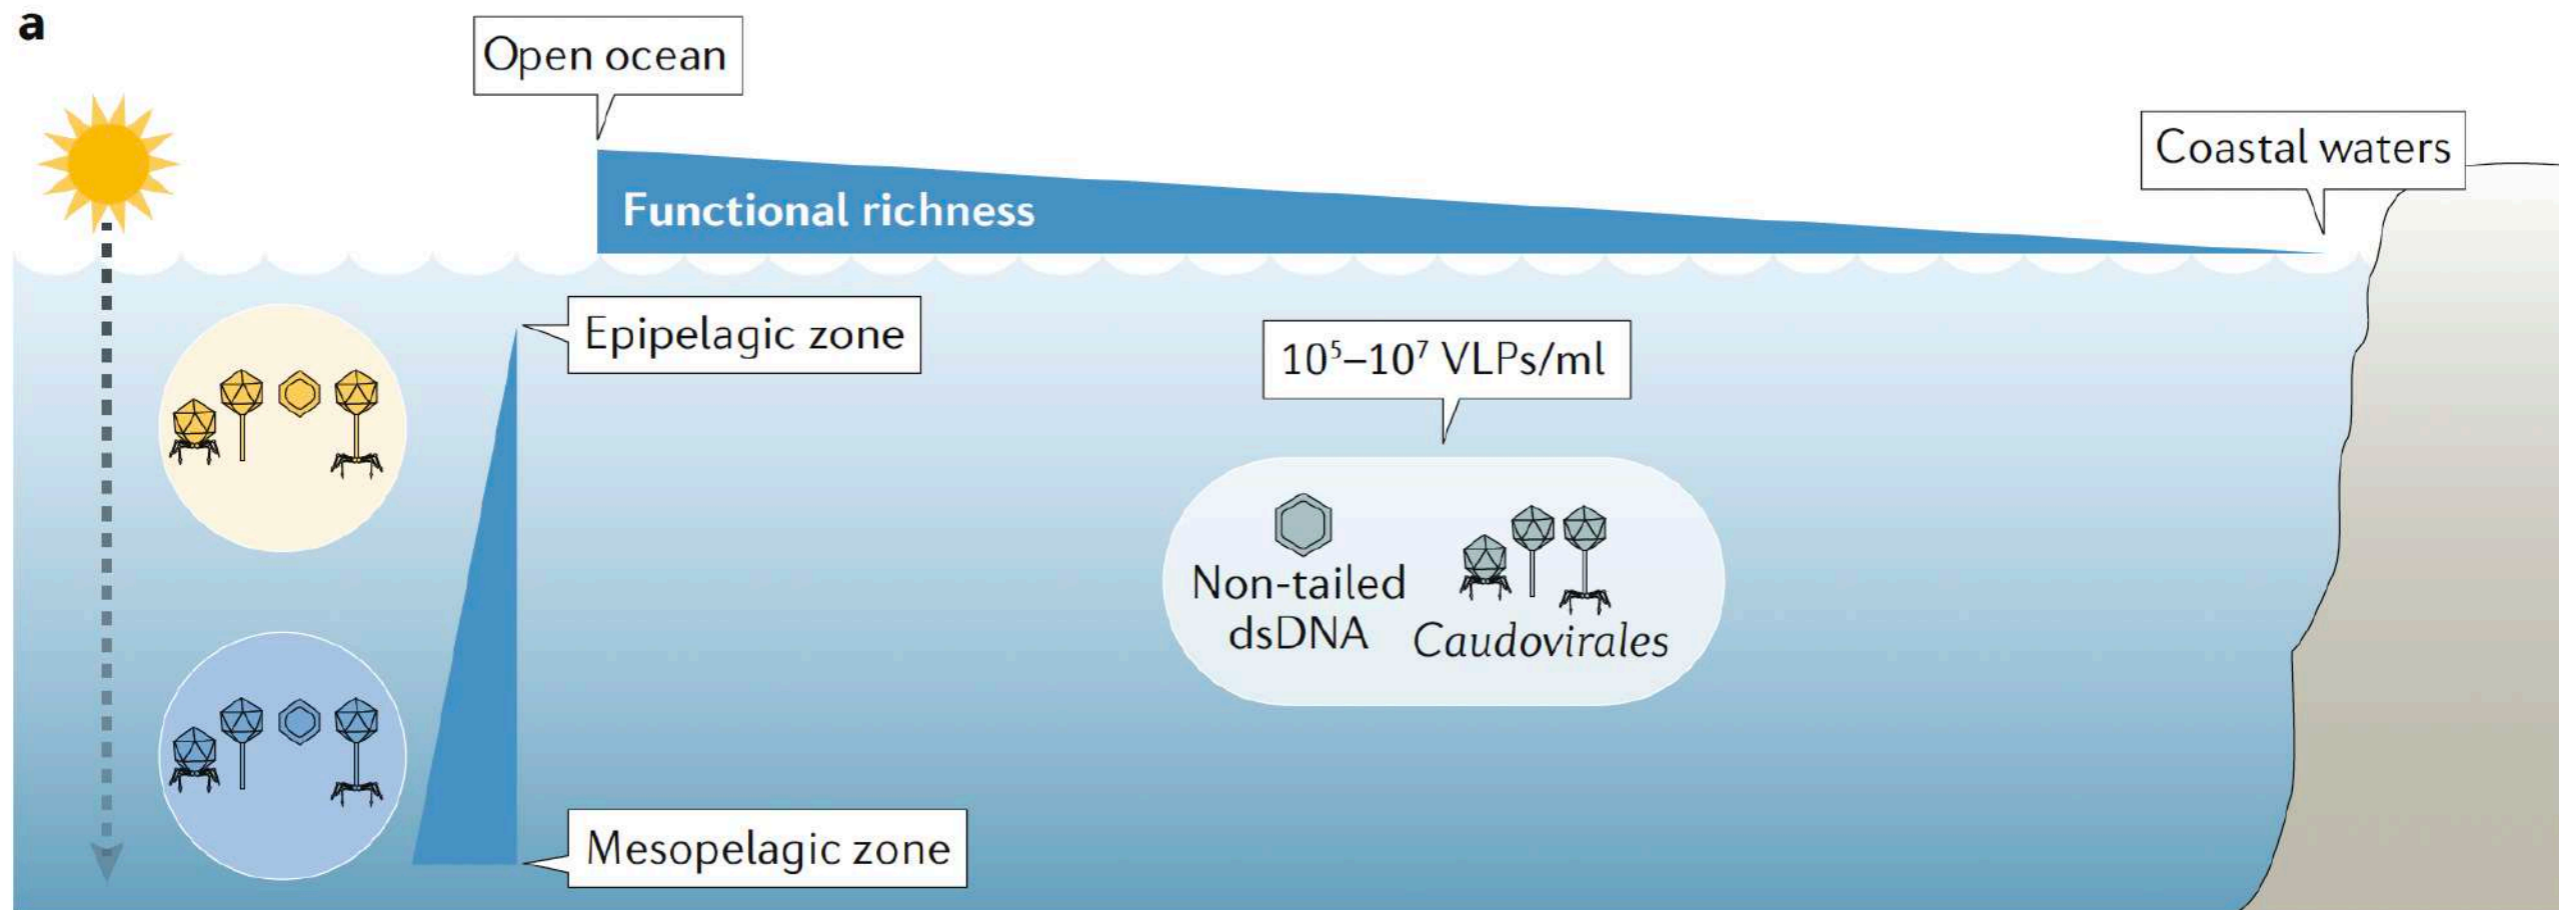 a
Open ocean
Coastal waters
Functional richness
Epipelagic zone
10⁵–10⁷ VLPs/ml
Non-tailed
dsDNA
Caudovirales
Mesopelagic zone